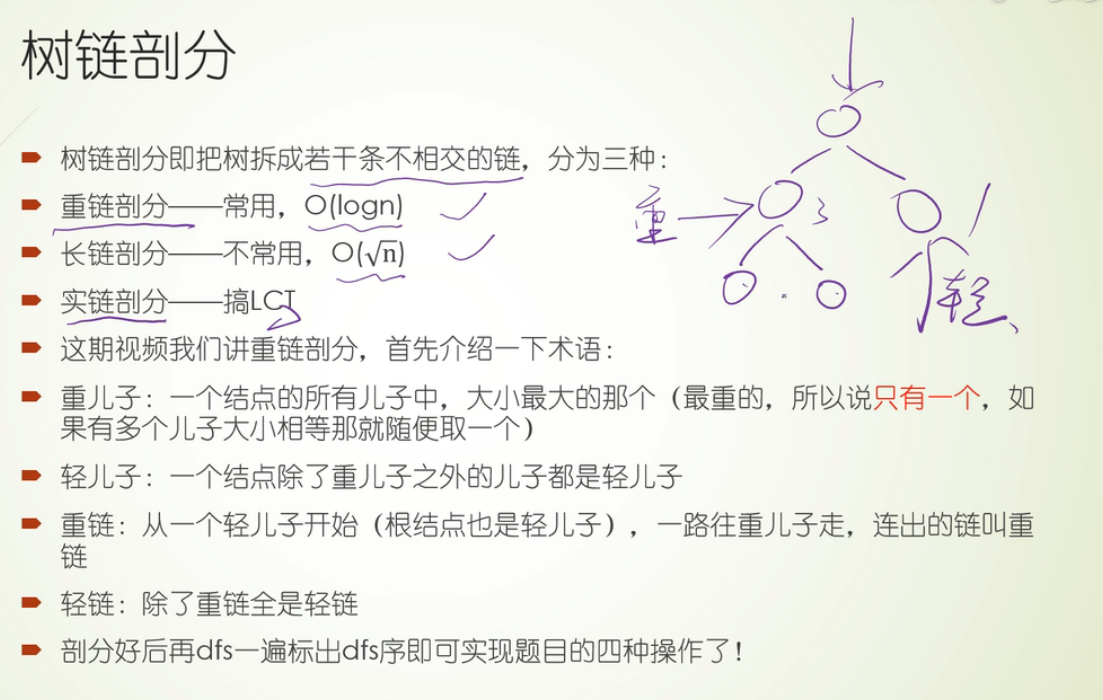 树链剖分
树链剖分即把树拆成若干条不相交的链，分为三种：
重链剖分——常用，O(logn)
长链剖分——不常用，O(√n)
实链剖分——搞LCT
这期视频我们讲重链剖分，首先介绍一下术语：
重儿子：一个结点的所有儿子中，大小最大的那个（最重的，所以说只有一个，如
果有多个儿子大小相等那就随便取一个）
轻儿子：一个结点除了重儿子之外的儿子都是轻儿子
重链：从一个轻儿子开始（根结点也是轻儿子），一路往重儿子走，连出的链叫重
链
轻链：除了重链全是轻链
剖分好后再dfs一遍标出dfs序即可实现题目的四种操作了！
重
3
1
轻